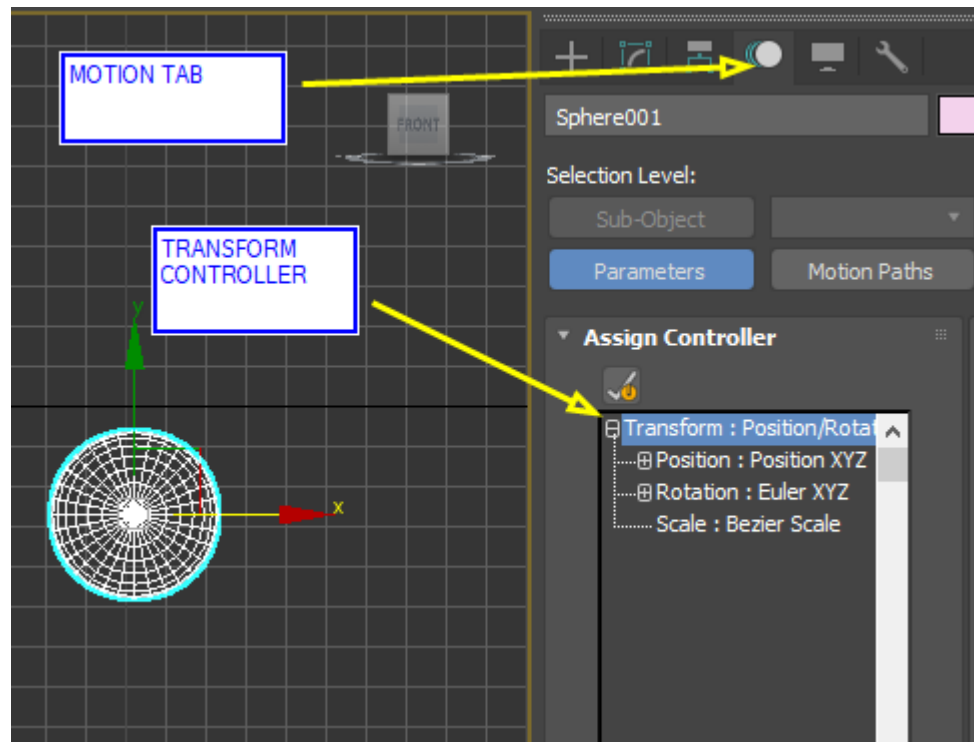 MOTION TAB
FRONT
Sphere001
Selection Level:
Sub-Object
Parameters Motion Paths
TRANSFORM
CONTROLLER
Assign Controller
y
Transform : Position/Rotat
Position : Position XYZ
Rotation : Euler XYZ
x
Scale : Bezier Scale